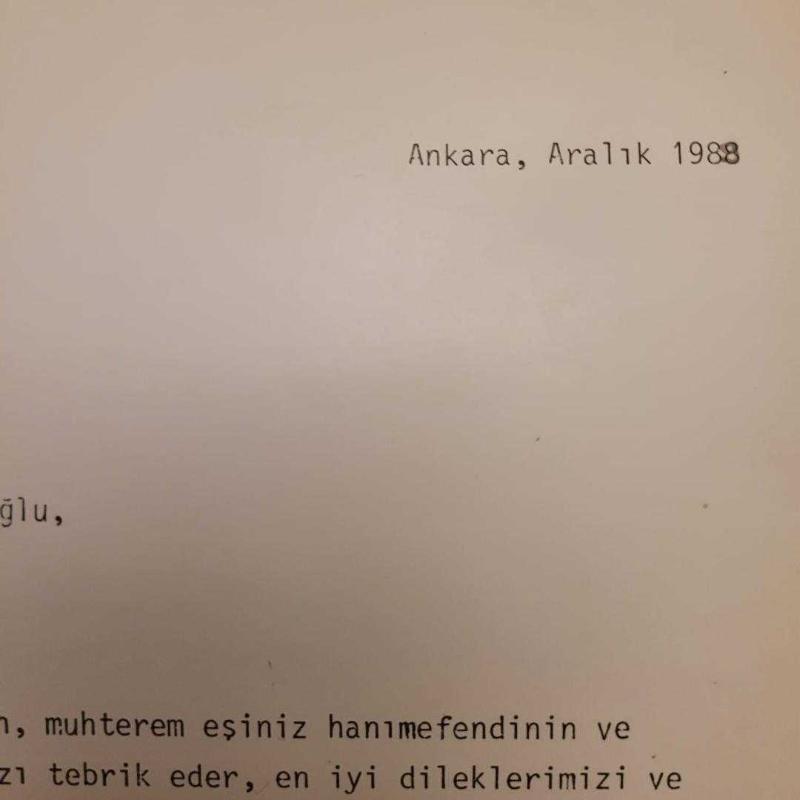 Ankara, Aralık 1988
ğlu,
muhterem eşiniz hanımefendinin ve
zı tebrik eder, en iyi dileklerimizi ve